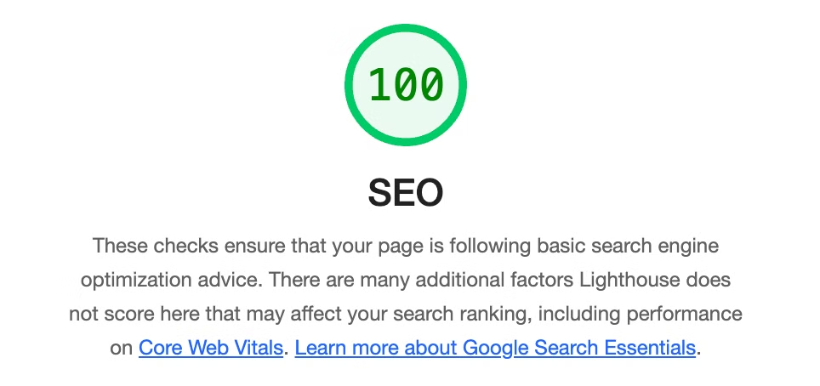 100
SEO
These checks ensure that your page is following basic search engine
optimization advice. There are many additional factors Lighthouse does
not score here that may affect your search ranking, including performance
on Core Web Vitals. Learn more about Google Search Essentials.